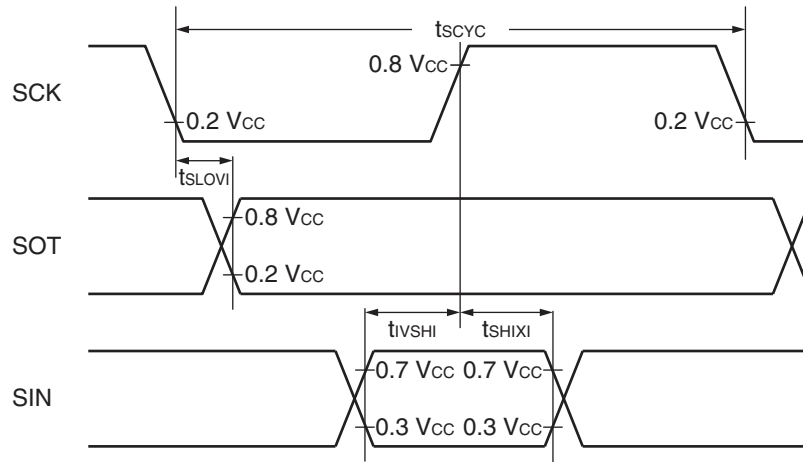 tSCYC
SCK
0.8 VCC
0.2 VCC
0.2 VCC
tSLOVI
SOT
0.8 VCC
0.2 VCC
tIVSHI
tSHIXI
SIN
0.7 VCC
0.7 VCC
0.3 VCC
0.3 VCC